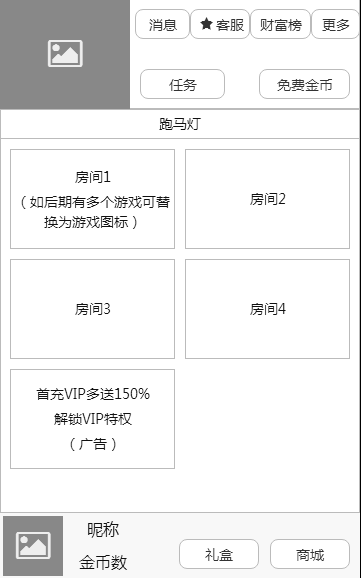 消息
★客服
财富榜
更多
任务
免费金币
跑马灯
房间1
（如后期有多个游戏可替
换为游戏图标）
房间2
房间3
房间4
首充VIP多送150%
解锁VIP特权
（广告）
昵称
金币数
礼盒
商城